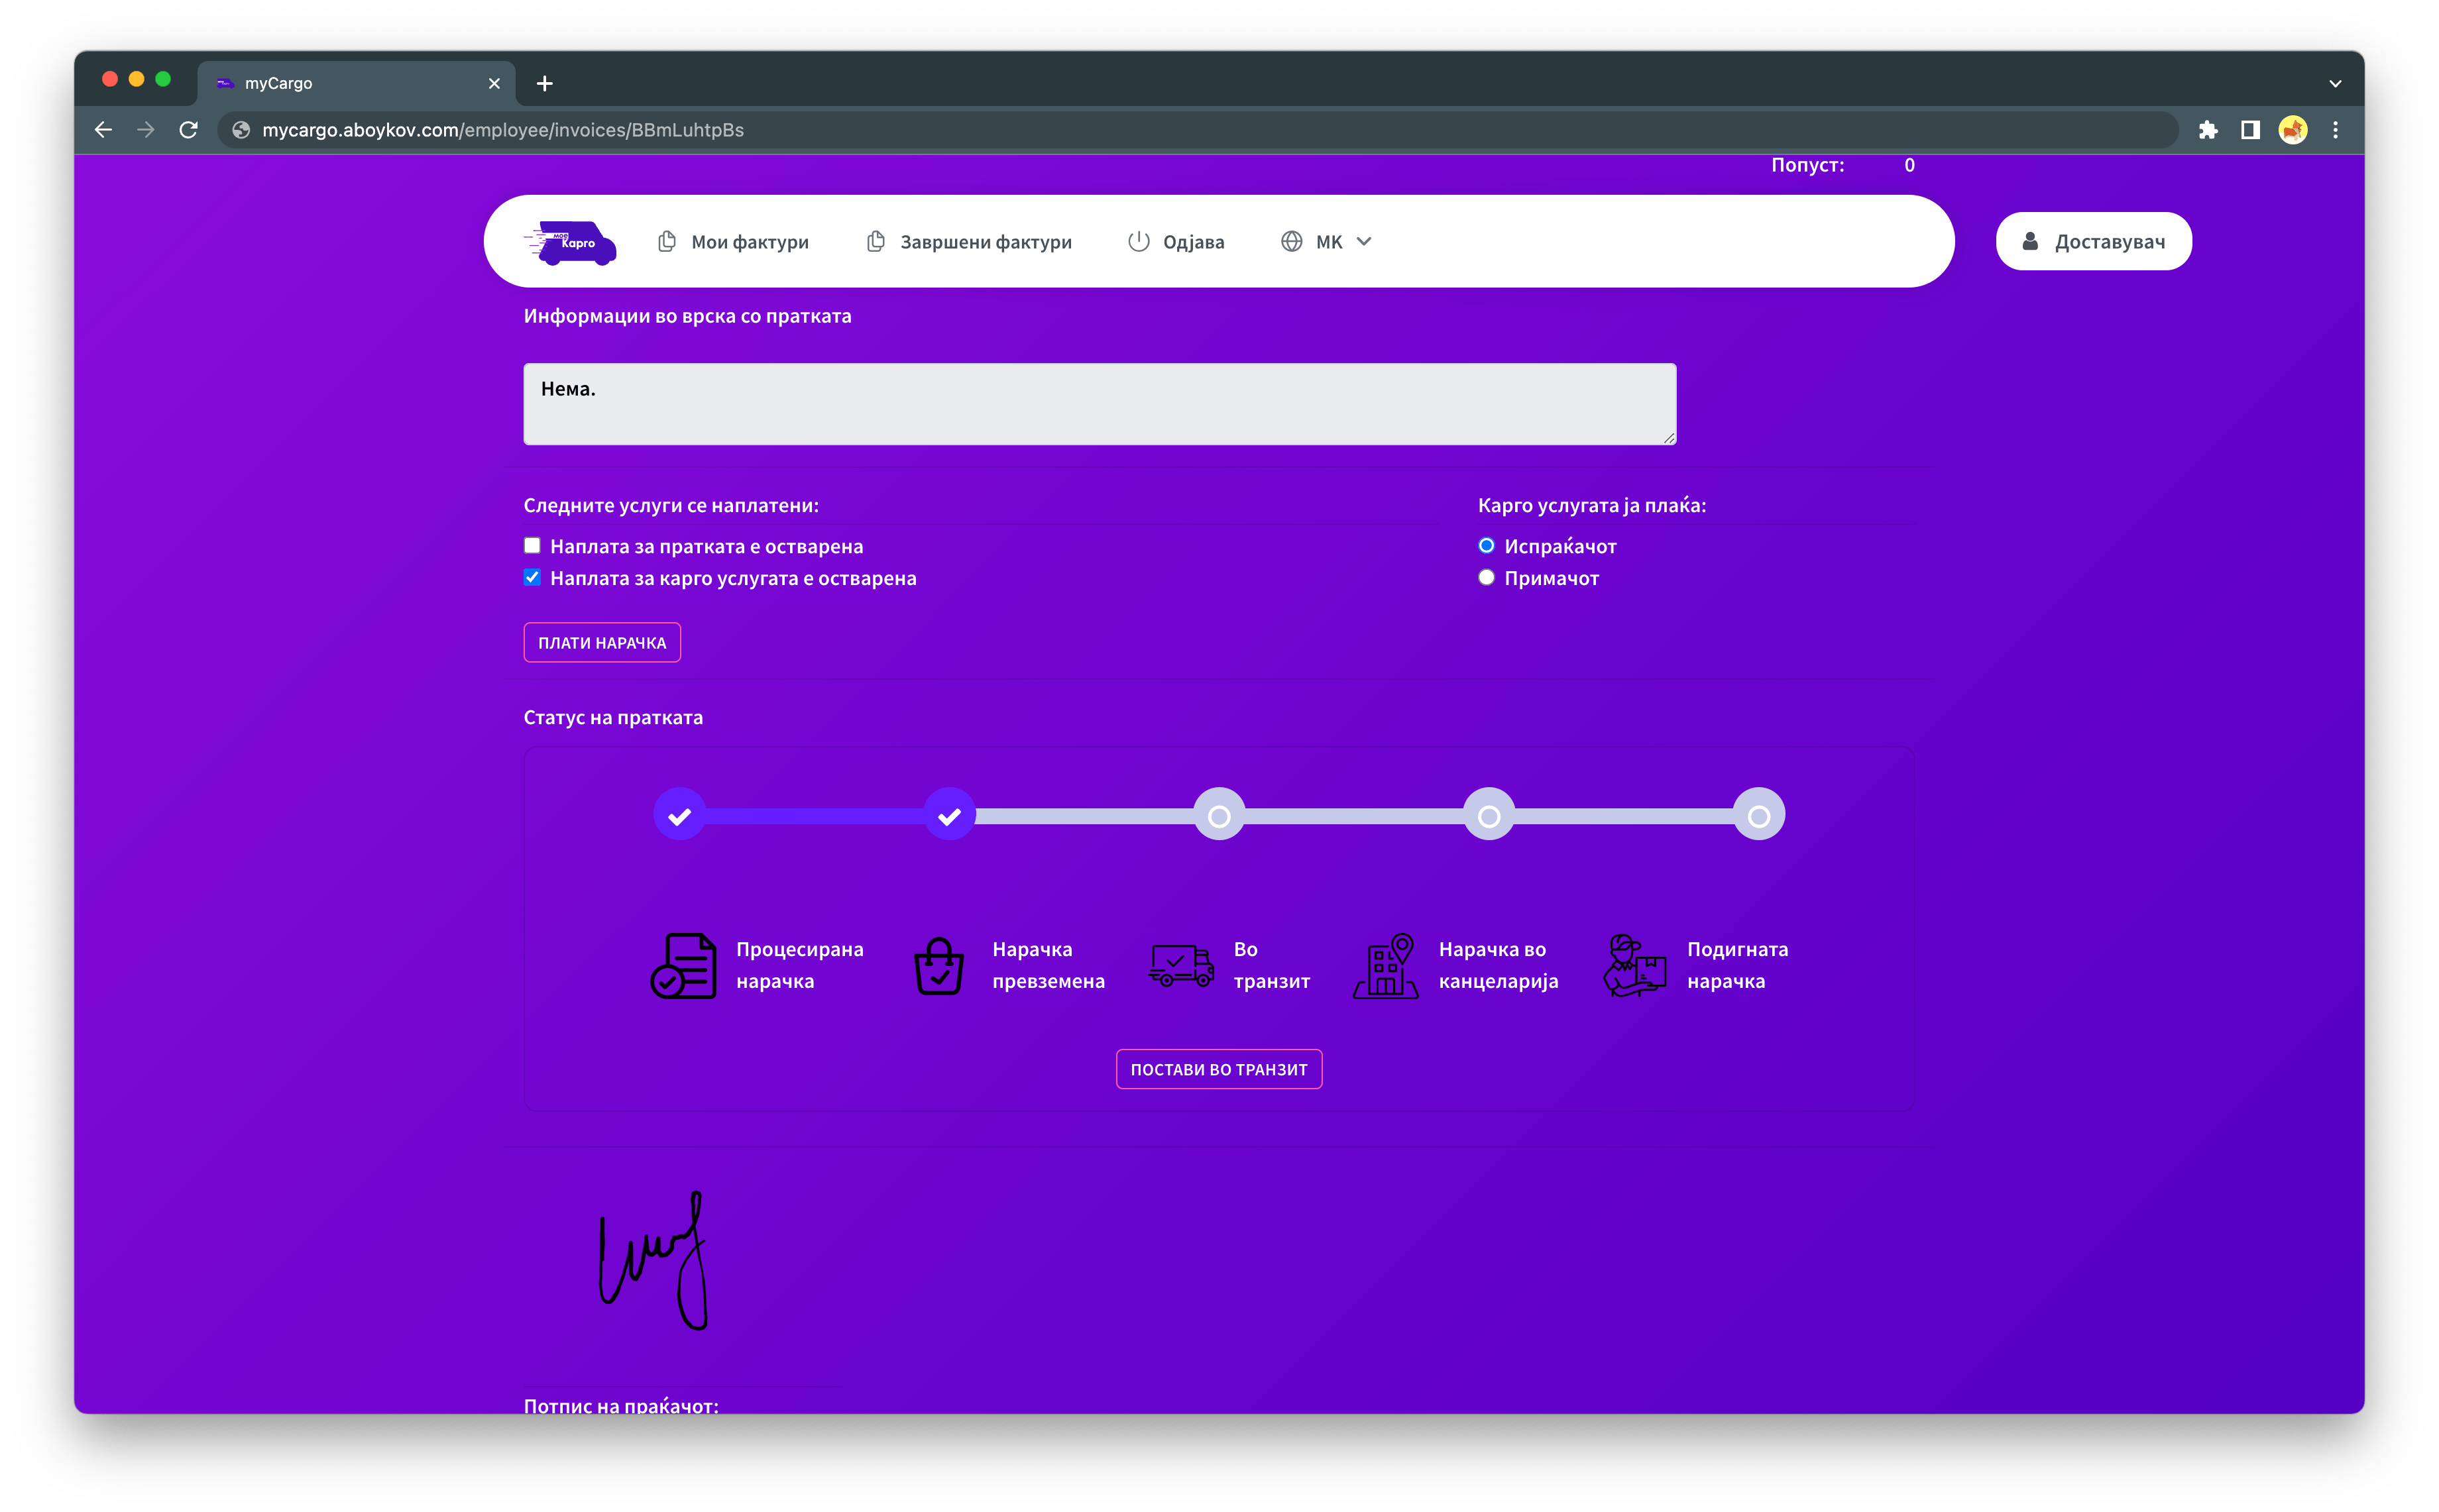 myCargo
mycargo.aboykov.com/employee/invoices/BBmLuhtpBs
Попуст: 0
мое
Карго
Мои фактури
Завршени фактури
Одјава
МК
Доставувач
Информации во врска со пратката
Нема.
Следните услуги се наплатени:
Карго услугата ја плаќа:
Наплата за пратката е остварена
Испраќачот
Наплата за карго услугата е остварена
Примачот
ПЛАТИ НАРАЧКА
Статус на пратката
Процесирана
нарачка
Нарачка
превземена
Во
транзит
Нарачка во
канцеларија
Подигната
нарачка
ПОСТАВИ ВО ТРАНЗИТ
Потпис на праќачот: